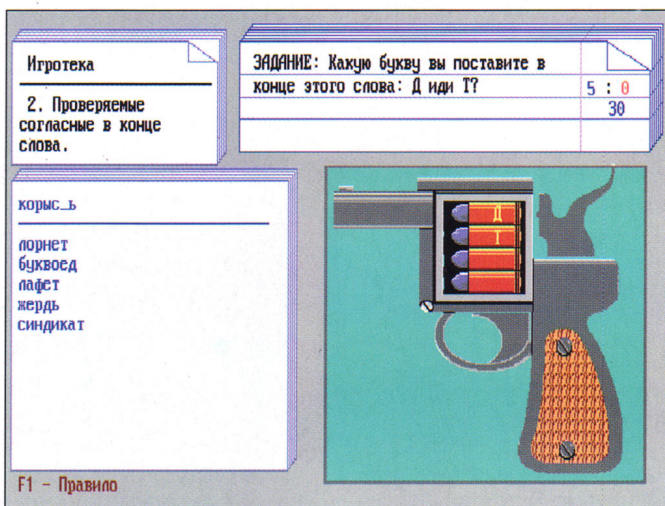 Игротека
2. Проверяемые
согласные в конце
слова.
ЗАДАНИЕ: Какую букву вы поставите в
конце этого слова: Д иди Т?
5 : 0
30
корыс_ь
лорнет
буквоед
лафет
жердь
синдикат
Д
Т
F1 - Правило